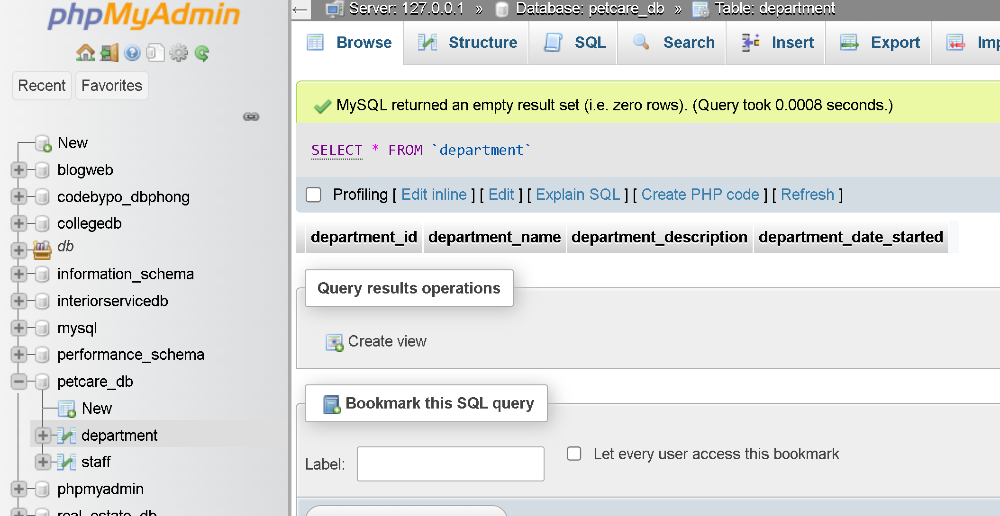 phpMyAdmin
Recent
Favorites
New
blogweb
codebypo_dbphong
collegedb
db
information_schema
interiorservicedb
mysql
performance_schema
petcare_db
New
department
staff
phpmyadmin
real_estate_db
Server: 127.0.0.1 » Database: petcare_db » Table: department
Browse
Structure
SQL
Search
Insert
Export
MySQL returned an empty result set (i.e. zero rows). (Query took 0.0008 seconds.)
SELECT * FROM `department`
Profiling [ Edit inline ] [ Edit ] [ Explain SQL ] [ Create PHP code ] [ Refresh ]
department_id department_name department_description department_date_started
Query results operations
Create view
Bookmark this SQL query
Label:
Let every user access this bookmark